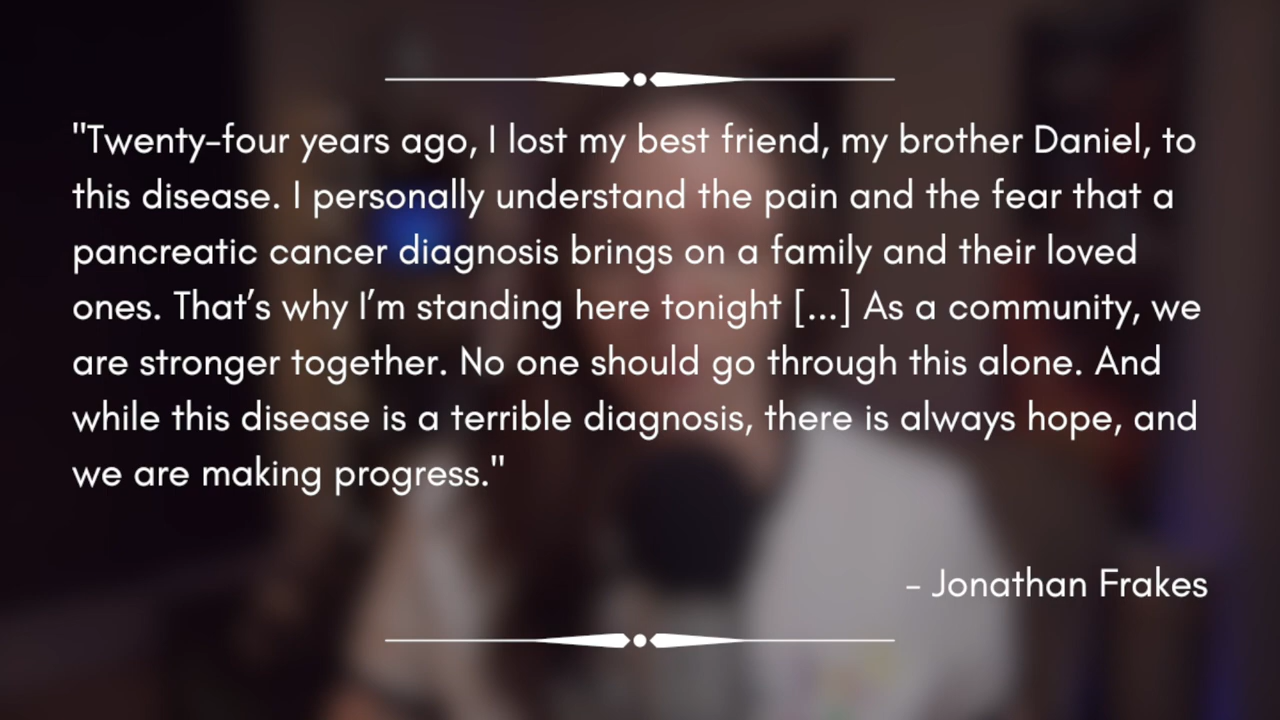 "Twenty-four years ago, I lost my best friend, my brother Daniel, to
this disease. I personally understand the pain and the fear that a
pancreatic cancer diagnosis brings on a family and their loved
ones. That's why I'm standing here tonight [...] As a community, we
are stronger together. No one should go through this alone. And
while this disease is a terrible diagnosis, there is always hope, and
we are making progress."
- Jonathan Frakes